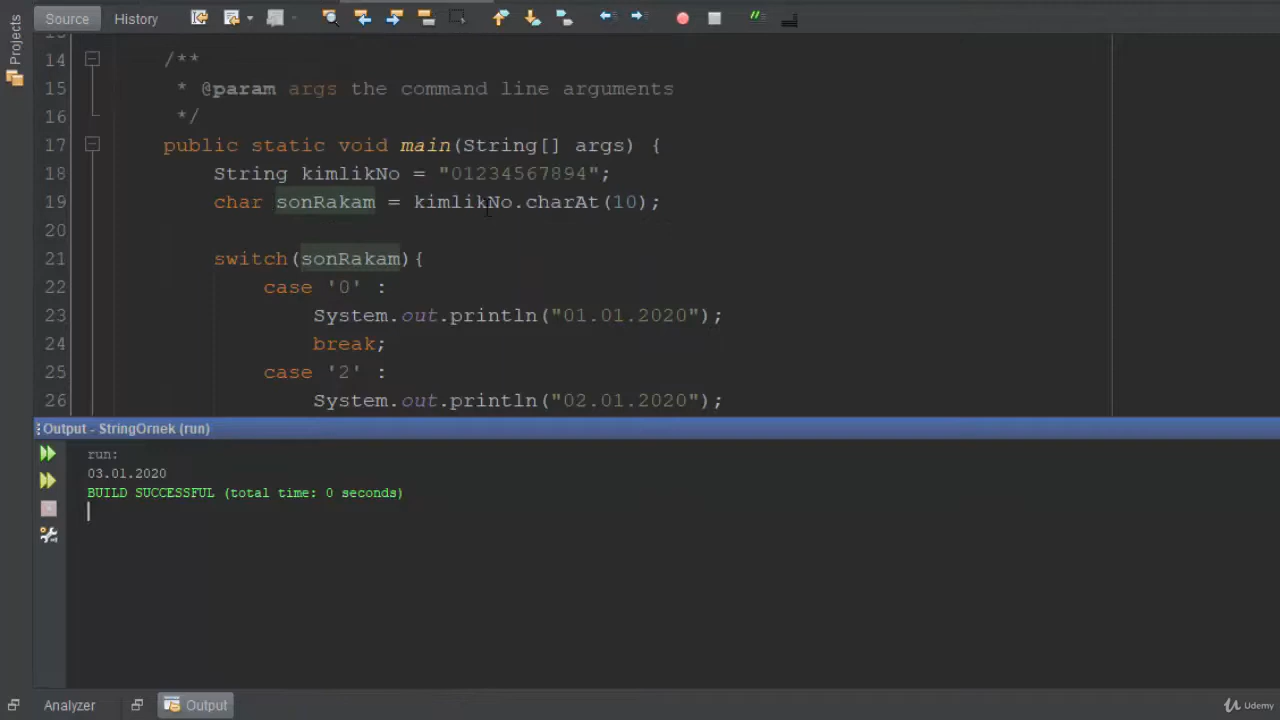 Projects
Source History
14 /**
15 * @param args the command line arguments
16 */
17 public static void main(String[] args) {
18 String kimlikNo = "01234567894";
19 char sonRakam = kimlikNo.charAt(10);
20
21 switch(sonRakam){
22 case '0' :
23 System.out.println("01.01.2020");
24 break;
25 case '2' :
26 System.out.println("02.01.2020");
Output - StringOrnek (run)
run:
03.01.2020
BUILD SUCCESSFUL (total time: 0 seconds)
Analyzer Output
Udemy